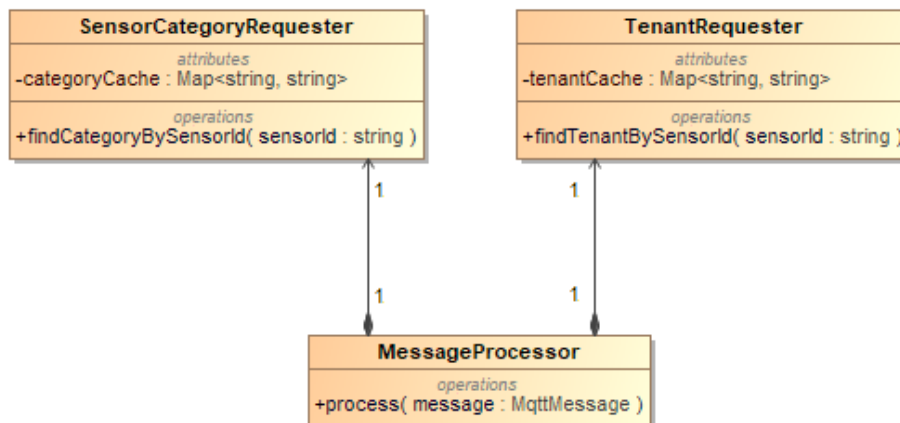 SensorCategoryRequester
attributes
-categoryCache : Map<string, string>
operations
+findCategoryBySensorId( sensorId : string )
TenantRequester
attributes
-tenantCache : Map<string, string>
operations
+findTenantBySensorId( sensorId : string )
1
1
1
1
MessageProcessor
operations
+process( message : MqttMessage )